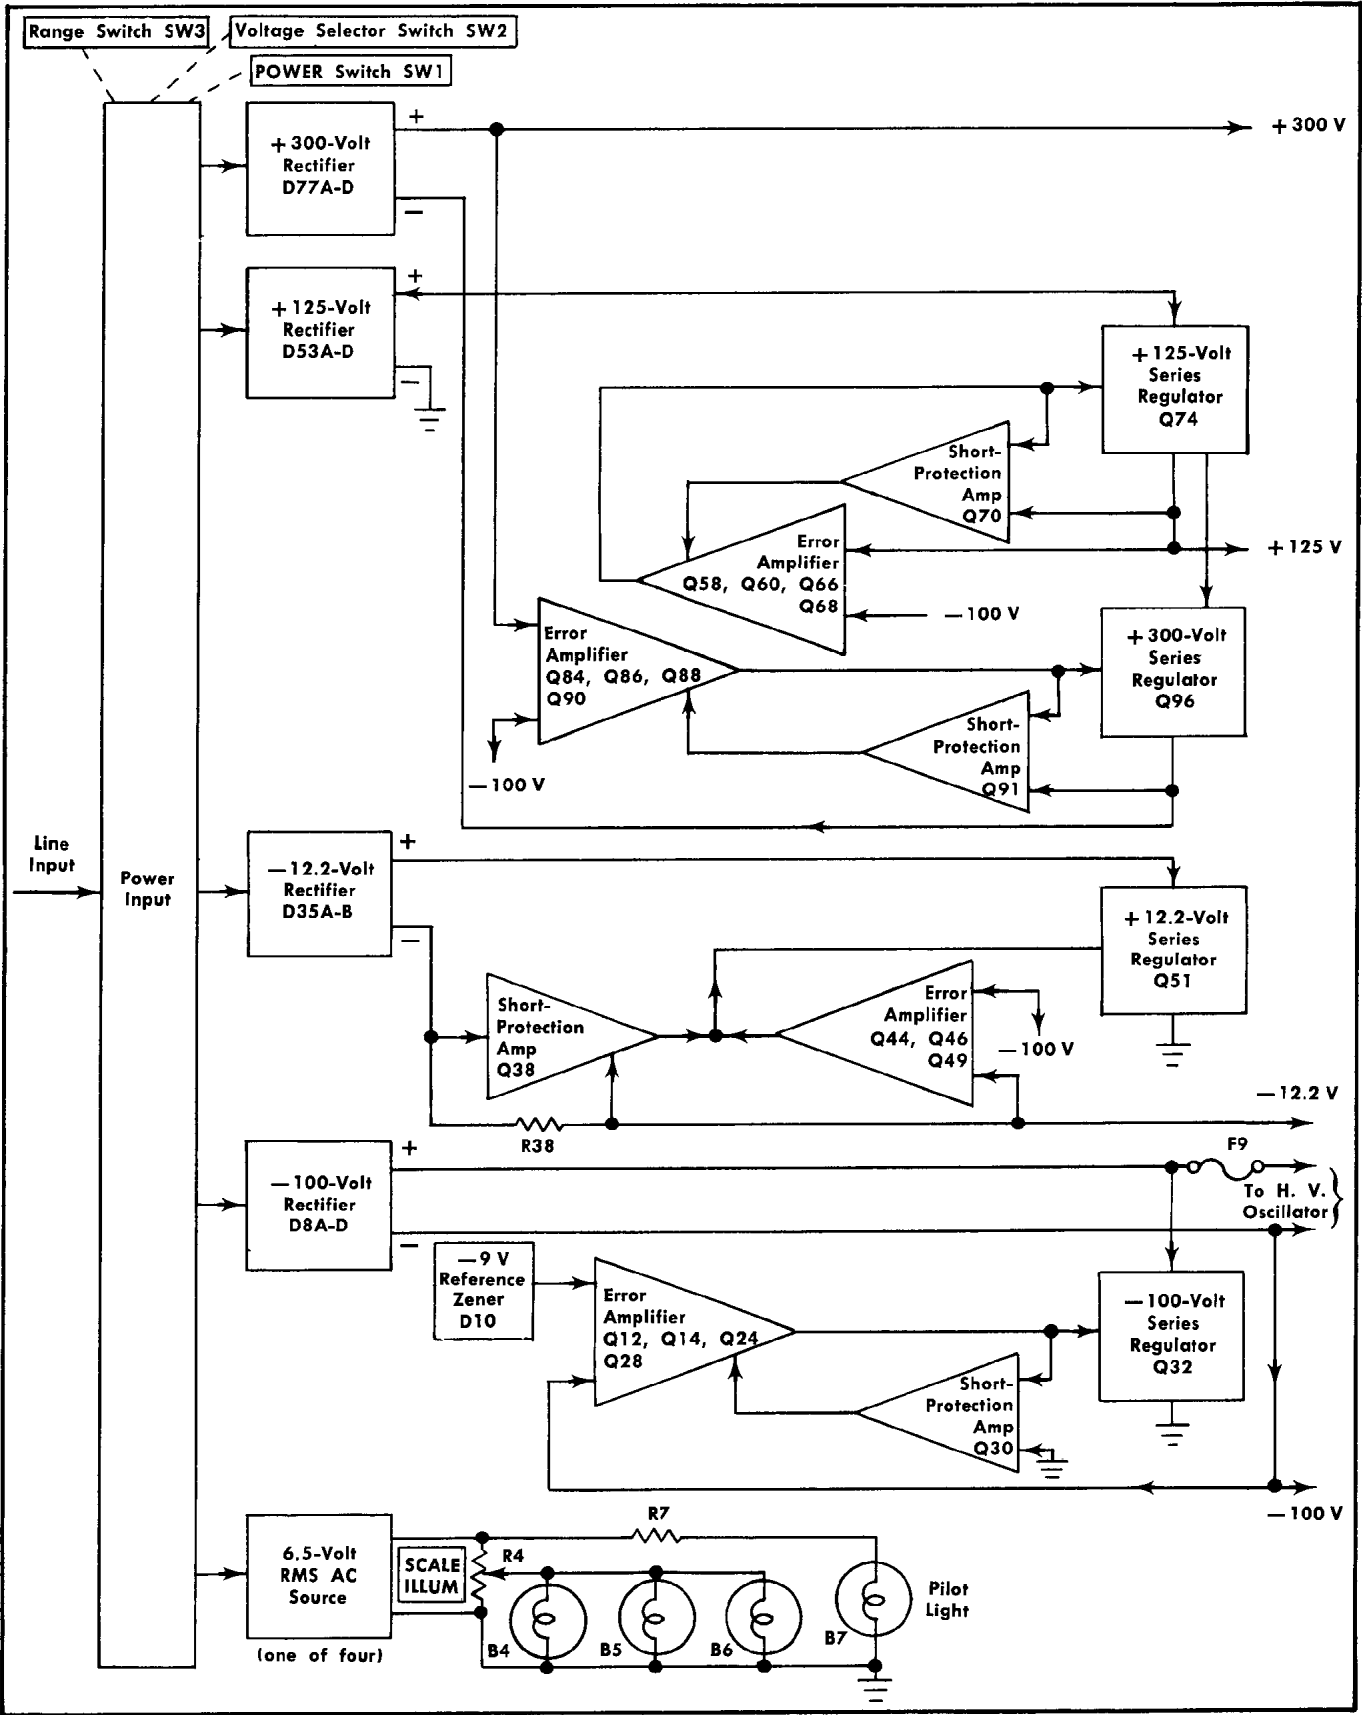 Range Switch SW3
Voltage Selector Switch SW2
POWER Switch SW1
+300-Volt
Rectifier
D77A-D
+
−
+300 V
+125-Volt
Rectifier
D53A-D
+
−
+125-Volt
Series
Regulator
Q74
Short-
Protection
Amp
Q70
Error
Amplifier
Q58, Q60, Q66
Q68
+125 V
−100 V
Error
Amplifier
Q84, Q86, Q88
Q90
−100 V
+300-Volt
Series
Regulator
Q96
Short-
Protection
Amp
Q91
Line
Input
Power
Input
−12.2-Volt
Rectifier
D35A-B
+
−
+12.2-Volt
Series
Regulator
Q51
Short-
Protection
Amp
Q38
Error
Amplifier
Q44, Q46
Q49
−100 V
R38
−12.2 V
−100-Volt
Rectifier
D8A-D
+
−
F9
To H. V.
Oscillator
−9 V
Reference
Zener
D10
Error
Amplifier
Q12, Q14, Q24
Q28
−100-Volt
Series
Regulator
Q32
Short-
Protection
Amp
Q30
−100 V
6.5-Volt
RMS AC
Source
(one of four)
SCALE
ILLUM
R4
R7
B4
B5
B6
B7
Pilot
Light